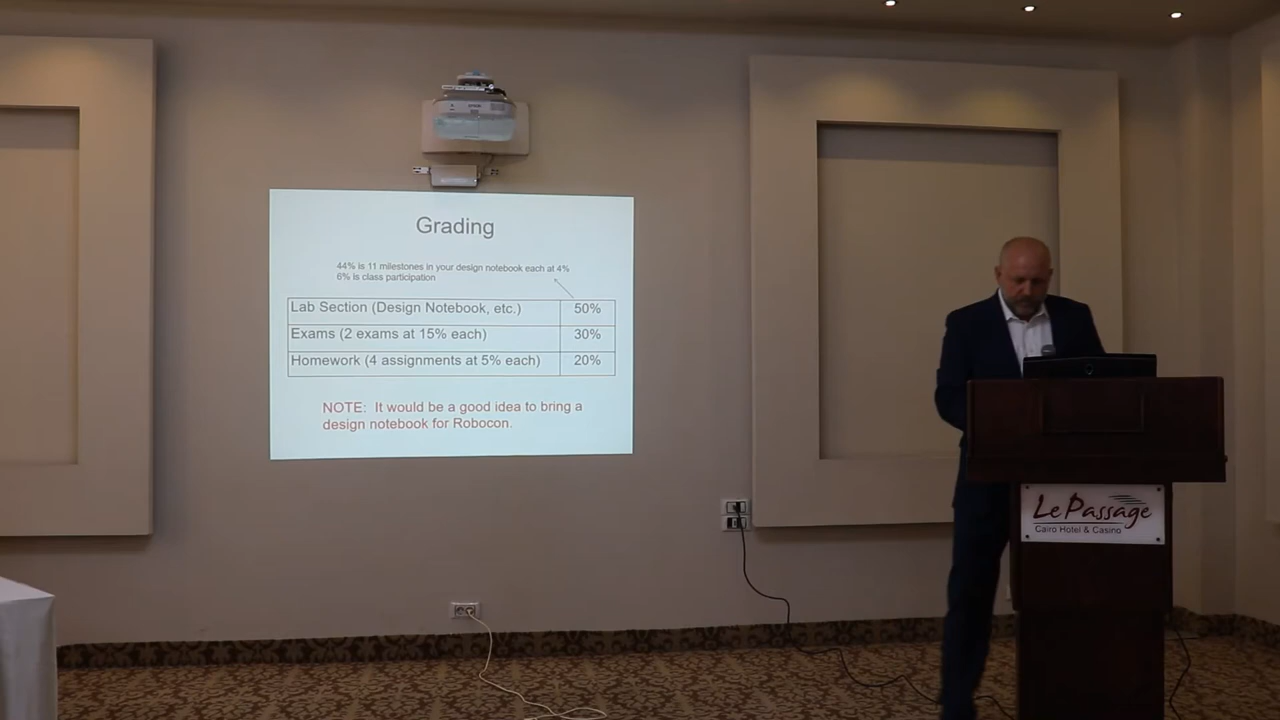 EPSON
Grading
44% is 11 milestones in your design notebook each at 4%
6% is class participation
Lab Section (Design Notebook, etc.) 50%
Exams (2 exams at 15% each) 30%
Homework (4 assignments at 5% each) 20%
NOTE: It would be a good idea to bring a
design notebook for Robocon.
Le Passage
Cairo Hotel & Casino